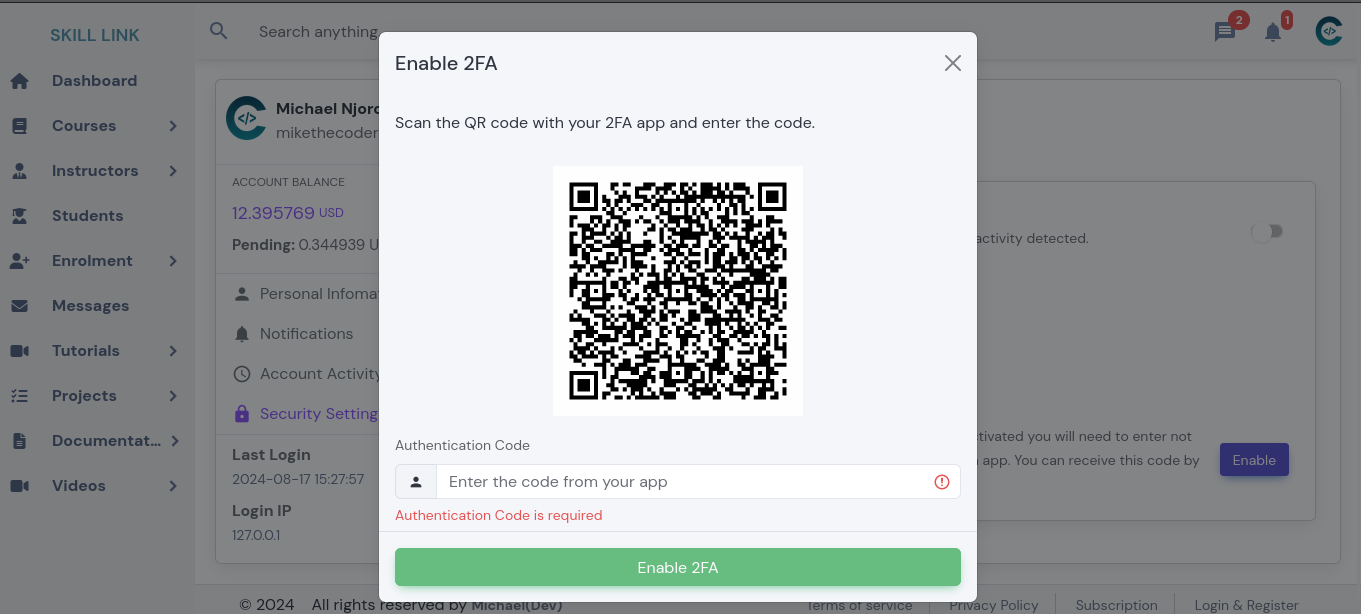 SKILL LINK
Search anything
2
1
Dashboard
Courses
Instructors
Students
Enrolment
Messages
Tutorials
Projects
Documentat...
Videos
Michael
mikethecoder
ACCOUNT BALANCE
12.395769 USD
Pending: 0.344939 U
Personal Infoma
Notifications
Account Activity
Security Setting
Last Login
2024-08-17 15:27:57
Login IP
127.0.0.1
Enable 2FA
Scan the QR code with your 2FA app and enter the code.
Authentication Code
Enter the code from your app
Authentication Code is required
Enable 2FA
activity detected.
tivated you will need to enter not
app. You can receive this code by
Enable
© 2024 All rights reserved by Michael(Dev)
Terms of service
Privacy Policy
Subscription
Login & Register